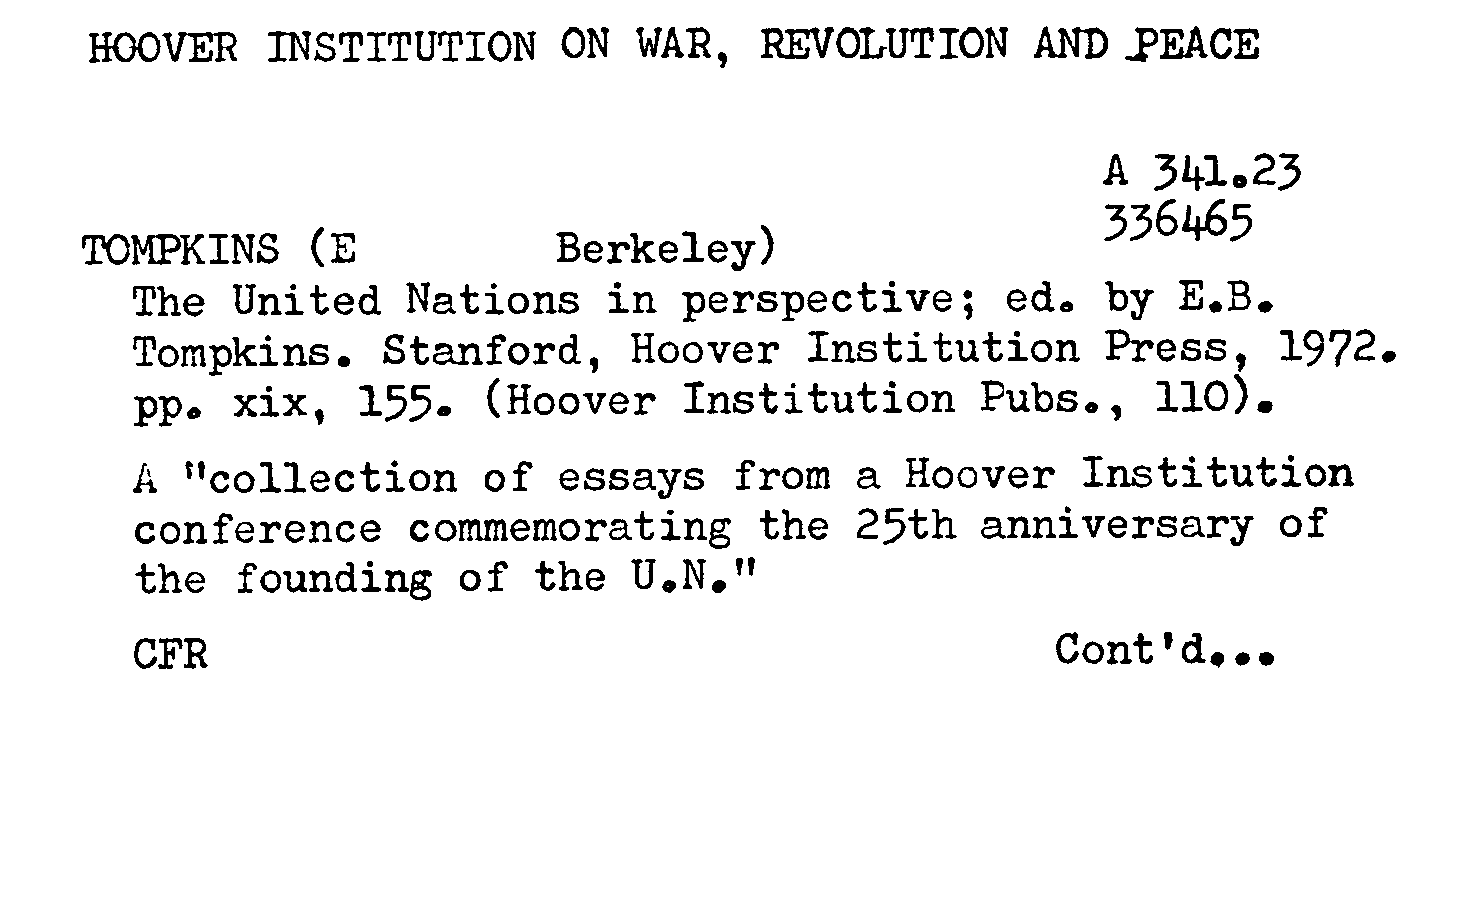 HOOVER INSTITUTION ON WAR, REVOLUTION AND PEACE
A 341.23
336465
TOMPKINS (E Berkeley)
The United Nations in perspective; ed. by E.B.
Tompkins. Stanford, Hoover Institution Press, 1972.
pp. xix, 155. (Hoover Institution Pubs., 110).
A "collection of essays from a Hoover Institution
conference commemorating the 25th anniversary of
the founding of the U.N."
CFR Cont'd...